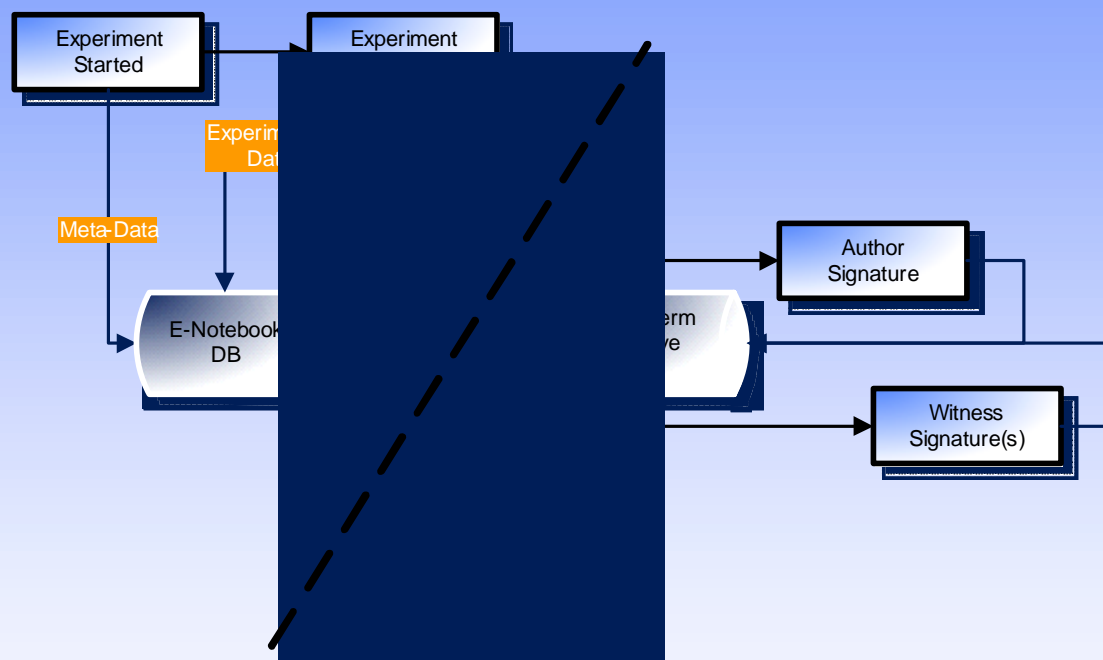 Experiment
Started
Experiment
Meta-Data
E-Notebook
DB
Author
Signature
Witness
Signature(s)